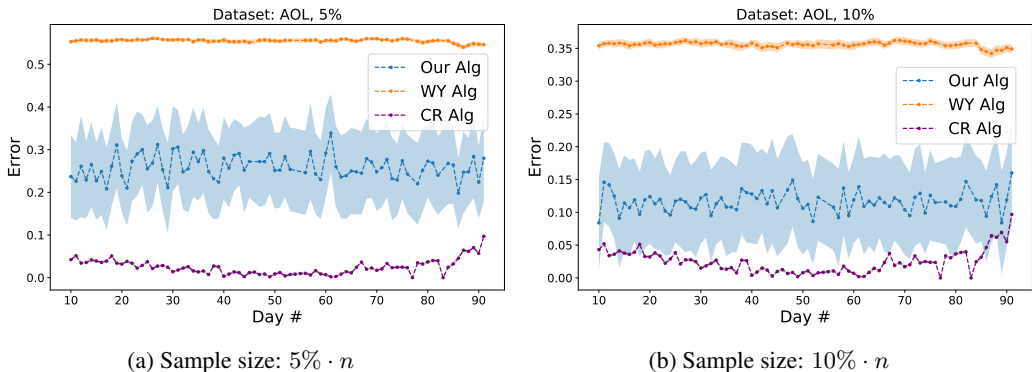 Dataset: AOL, 5%
Error
0.5
0.4
0.3
0.2
0.1
0.0
Our Alg
WY Alg
CR Alg
10 20 30 40 50 60 70 80 90
Day #
(a) Sample size: 5% · n
Dataset: AOL, 10%
Error
0.35
0.30
0.25
0.20
0.15
0.10
0.05
0.00
Our Alg
WY Alg
CR Alg
10 20 30 40 50 60 70 80 90
Day #
(b) Sample size: 10% · n